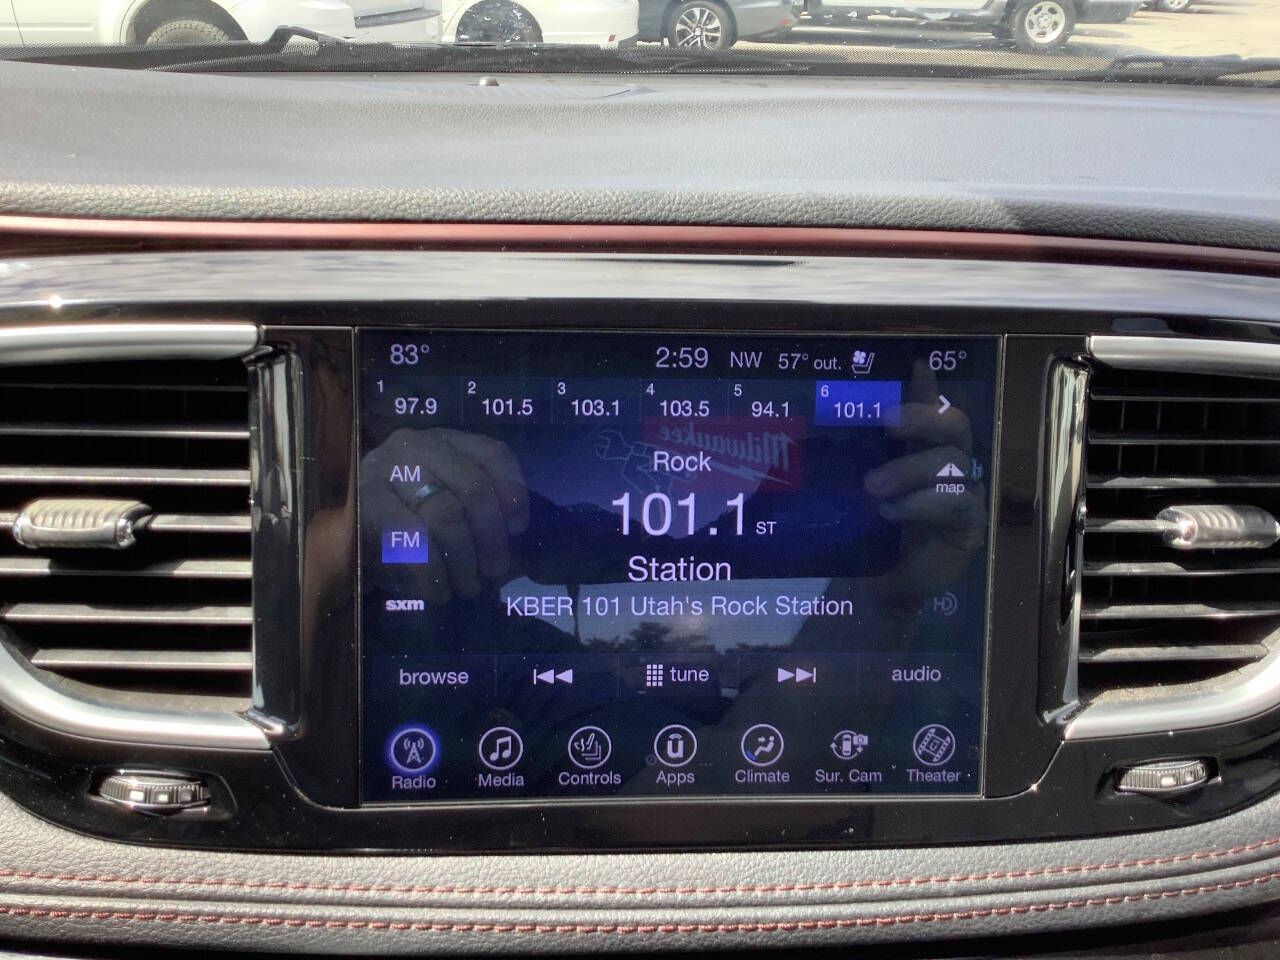 83° 2:59 NW 57° out. 65°
1 97.9 2 101.5 3 103.1 4 103.5 5 94.1 6 101.1
Milwaukee
AM Rock map
101.1 ST
FM
Station
sxm KBER 101 Utah's Rock Station HD
browse tune audio
Radio Media Controls Apps Climate Sur. Cam Theater